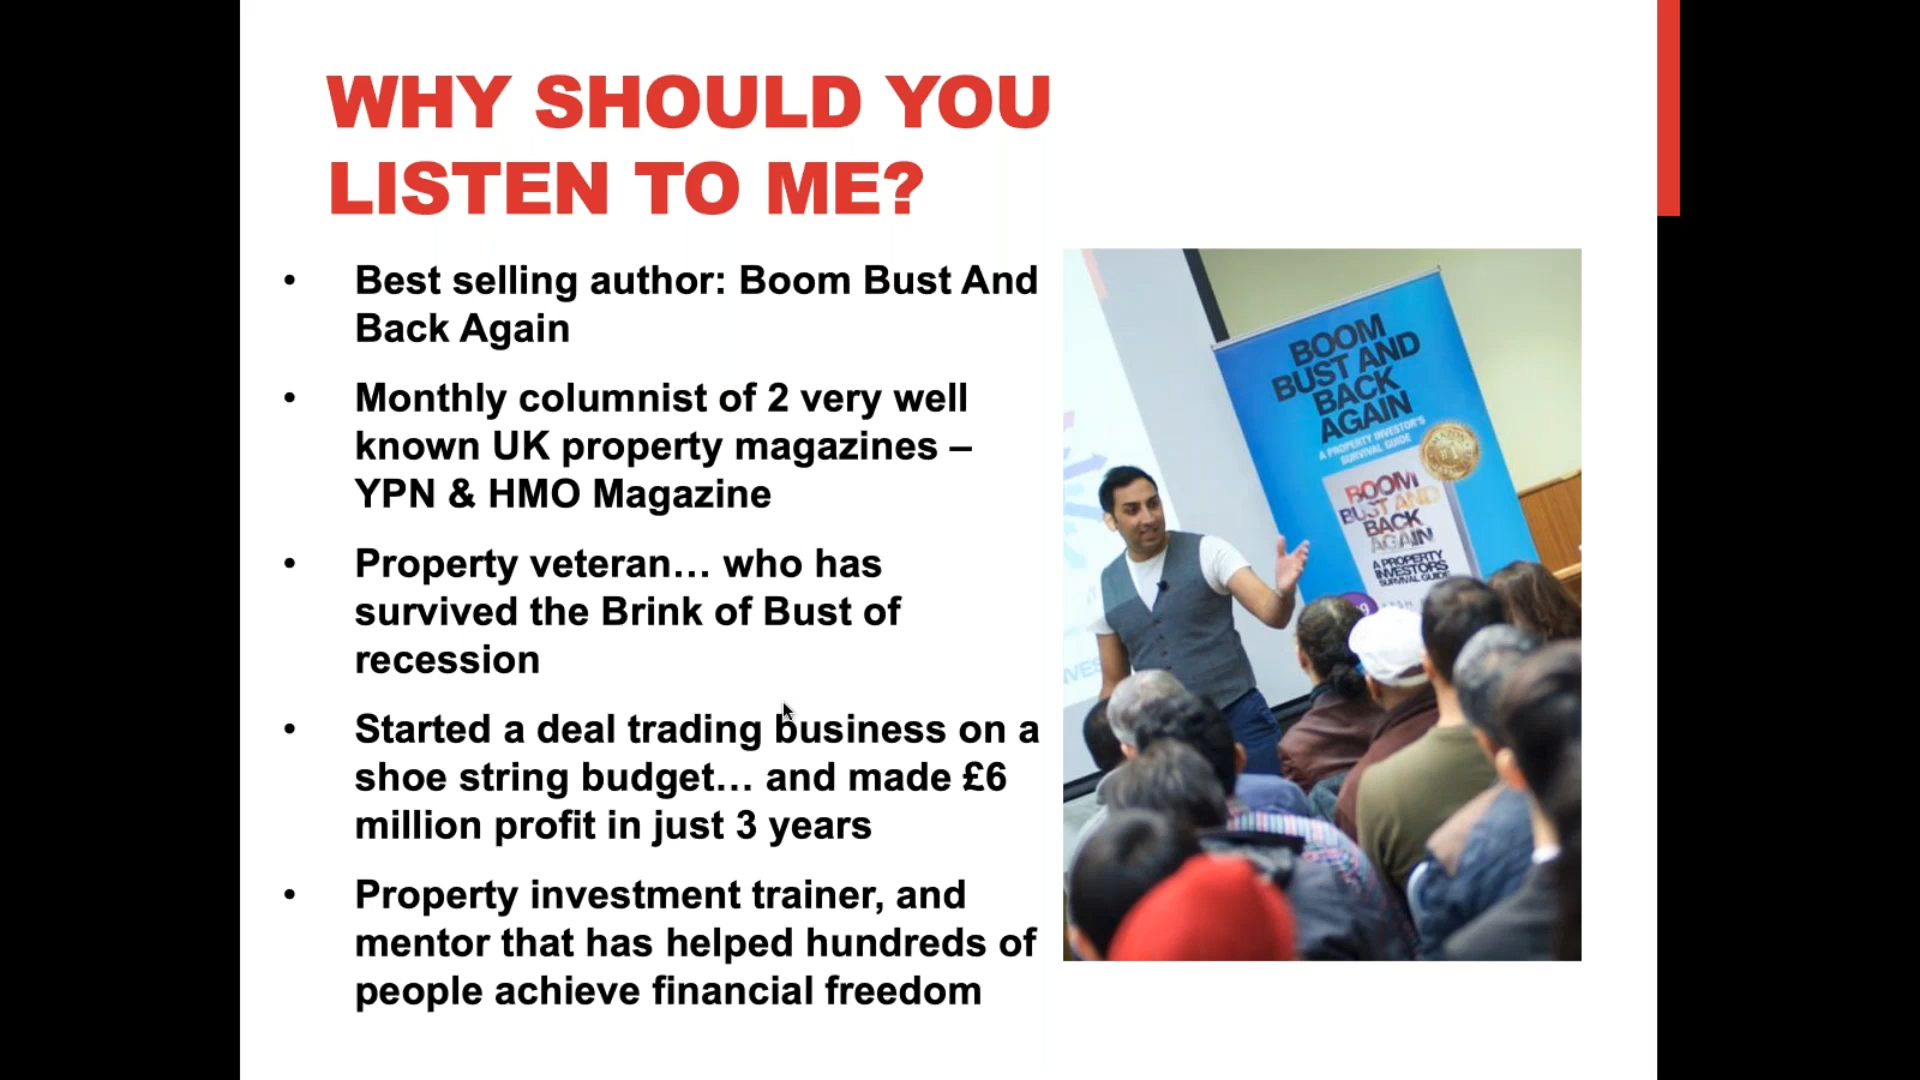 WHY SHOULD YOU
LISTEN TO ME?
• Best selling author: Boom Bust And
Back Again
• Monthly columnist of 2 very well
known UK property magazines –
YPN & HMO Magazine
• Property veteran… who has
survived the Brink of Bust of
recession
• Started a deal trading business on a
shoe string budget… and made £6
million profit in just 3 years
• Property investment trainer, and
mentor that has helped hundreds of
people achieve financial freedom
BOOM
BUST AND
BACK
AGAIN
A PROPERTY INVESTOR'S
SURVIVAL GUIDE
BOOM
BUST AND
BACK
AGAIN
A PROPERTY
INVESTORS
SURVIVAL GUIDE